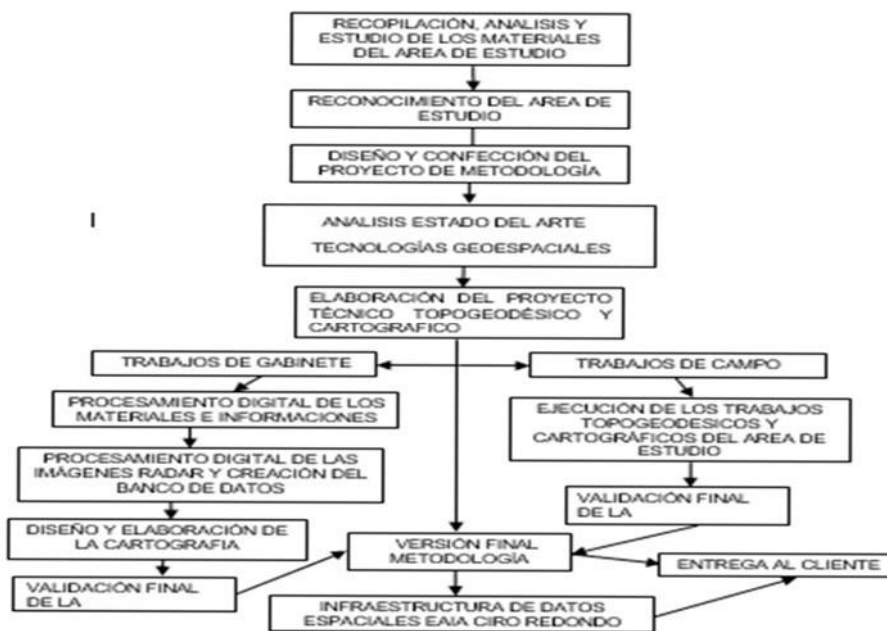 RECOPILACIÓN, ANALISIS Y
ESTUDIO DE LOS MATERIALES
DEL AREA DE ESTUDIO
RECONOCIMIENTO DEL AREA DE
ESTUDIO
DISEÑO Y CONFECCIÓN DEL
PROYECTO DE METODOLOGÍA
I
ANALISIS ESTADO DEL ARTE
TECNOLOGÍAS GEOESPACIALES
ELABORACIÓN DEL PROYECTO
TÉCNICO TOPOGEODÉSICO Y
CARTOGRAFICO
TRABAJOS DE GABINETE
PROCESAMIENTO DIGITAL DE LOS
MATERIALES E INFORMACIONES
PROCESAMIENTO DIGITAL DE LAS
IMÁGENES RADAR Y CREACIÓN DEL
BANCO DE DATOS
DISEÑO Y ELABORACIÓN DE
LA CARTOGRAFIA
VALIDACIÓN FINAL
DE LA
TRABAJOS DE CAMPO
EJECUCIÓN DE LOS TRABAJOS
TOPOGEODESICOS Y
CARTOGRÁFICOS DEL AREA DE
ESTUDIO
VALIDACIÓN FINAL
DE LA
VERSIÓN FINAL
METODOLOGÍA
ENTREGA AL CLIENTE
INFRAESTRUCTURA DE DATOS
ESPACIALES EAIA CIRO REDONDO